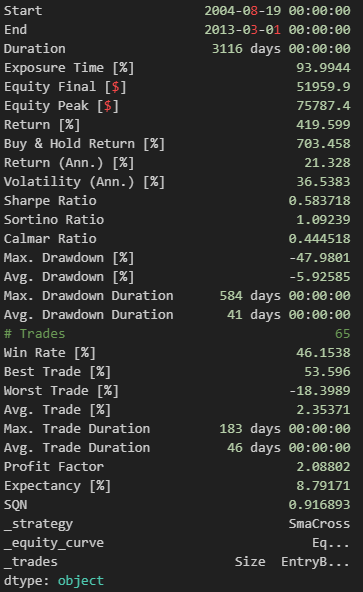 Start 2004-08-19 00:00:00
End 2013-03-01 00:00:00
Duration 3116 days 00:00:00
Exposure Time [%] 93.9944
Equity Final [$] 51959.9
Equity Peak [$] 75787.4
Return [%] 419.599
Buy & Hold Return [%] 703.458
Return (Ann.) [%] 21.328
Volatility (Ann.) [%] 36.5383
Sharpe Ratio 0.583718
Sortino Ratio 1.09239
Calmar Ratio 0.444518
Max. Drawdown [%] -47.9801
Avg. Drawdown [%] -5.92585
Max. Drawdown Duration 584 days 00:00:00
Avg. Drawdown Duration 41 days 00:00:00
# Trades 65
Win Rate [%] 46.1538
Best Trade [%] 53.596
Worst Trade [%] -18.3989
Avg. Trade [%] 2.35371
Max. Trade Duration 183 days 00:00:00
Avg. Trade Duration 46 days 00:00:00
Profit Factor 2.08802
Expectancy [%] 8.79171
SQN 0.916893
_strategy SmaCross
_equity_curve Eq...
_trades Size EntryB...
dtype: object